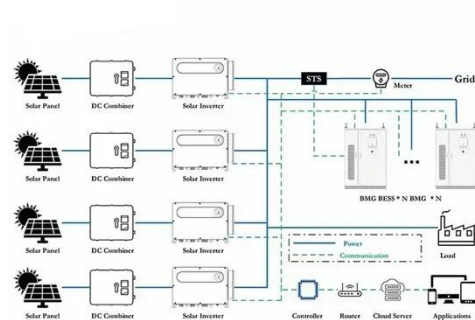 STS
Meter
Grid
Solar Panel
DC Combiner
Solar Inverter
Solar Panel
DC Combiner
Solar Inverter
BMG BESS * N BMG * N
Solar Panel
DC Combiner
Solar Inverter
Power
Communication
Load
Solar Panel
DC Combiner
Solar Inverter
Controller
Router
Cloud Server
Applications